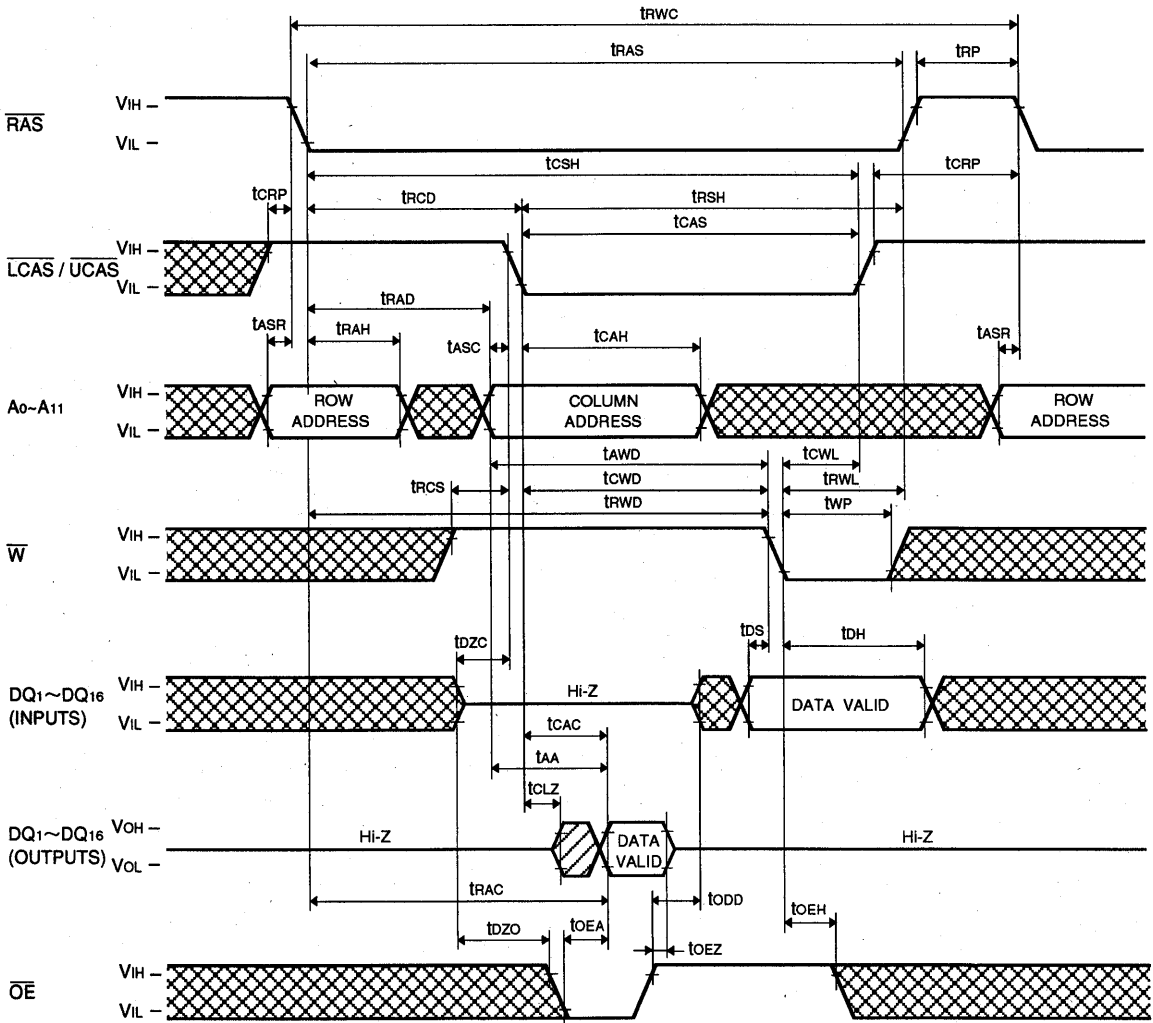 tRWC
tRAS
tRP
RAS
VIH –
VIL –
tCSH
tCRP
tCRP
tRCD
tRSH
tCAS
LCAS / UCAS
VIH –
VIL –
tRAD
tASR
tRAH
tASC
tCAH
tASR
A0~A11
VIH –
VIL –
ROW ADDRESS
COLUMN ADDRESS
ROW ADDRESS
tAWD
tCWL
tRCS
tCWD
tRWL
tRWD
tWP
W
VIH –
VIL –
tDZC
tDS
tDH
DQ1~DQ16
(INPUTS)
VIH –
VIL –
Hi-Z
DATA VALID
tCAC
tAA
tCLZ
DQ1~DQ16
(OUTPUTS)
VOH –
VOL –
Hi-Z
DATA VALID
Hi-Z
tRAC
tODD
tDZO
tOEA
tOEZ
tOEH
OE
VIH –
VIL –